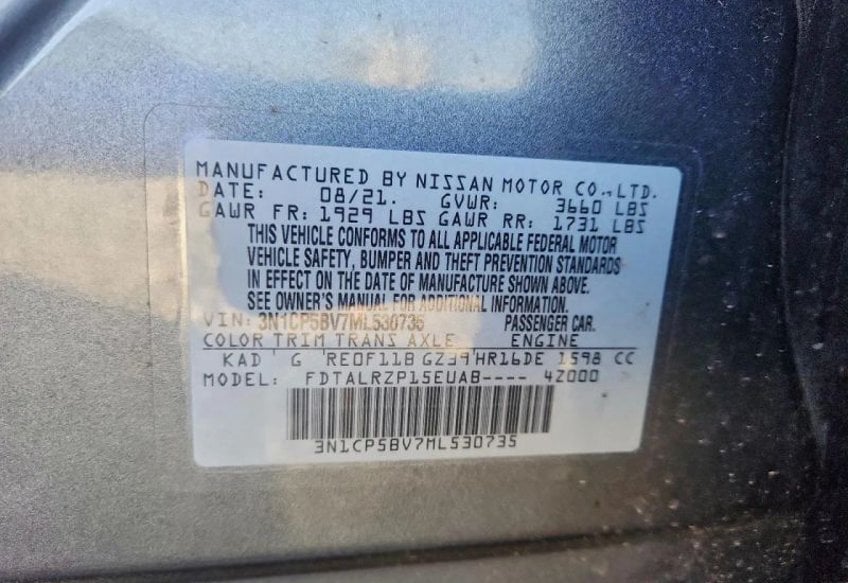 MANUFACTURED BY NISSAN MOTOR CO.,LTD.
DATE: 08/21. GVWR: 3660 LBS
GAWR FR: 1929 LBS GAWR RR: 1731 LBS
THIS VEHICLE CONFORMS TO ALL APPLICABLE FEDERAL MOTOR
VEHICLE SAFETY, BUMPER AND THEFT PREVENTION STANDARDS
IN EFFECT ON THE DATE OF MANUFACTURE SHOWN ABOVE.
SEE OWNER'S MANUAL FOR ADDITIONAL INFORMATION.
VIN: 3N1CP5BV7ML530735 PASSENGER CAR.
COLOR TRIM TRANS AXLE ENGINE
KAD G RE0F11B GZ39 HR16DE 1598 CC
MODEL: FDTALRZP15EUAB---- 42000
3N1CP5BV7ML530735